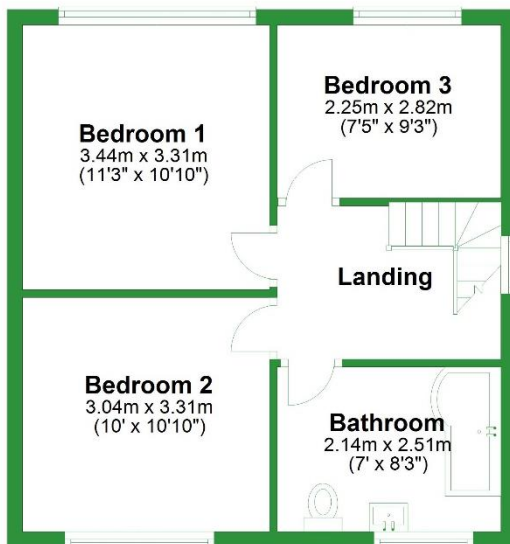 Bedroom 1
3.44m x 3.31m
(11'3" x 10'10")
Bedroom 3
2.25m x 2.82m
(7'5" x 9'3")
Landing
Bedroom 2
3.04m x 3.31m
(10' x 10'10")
Bathroom
2.14m x 2.51m
(7' x 8'3")